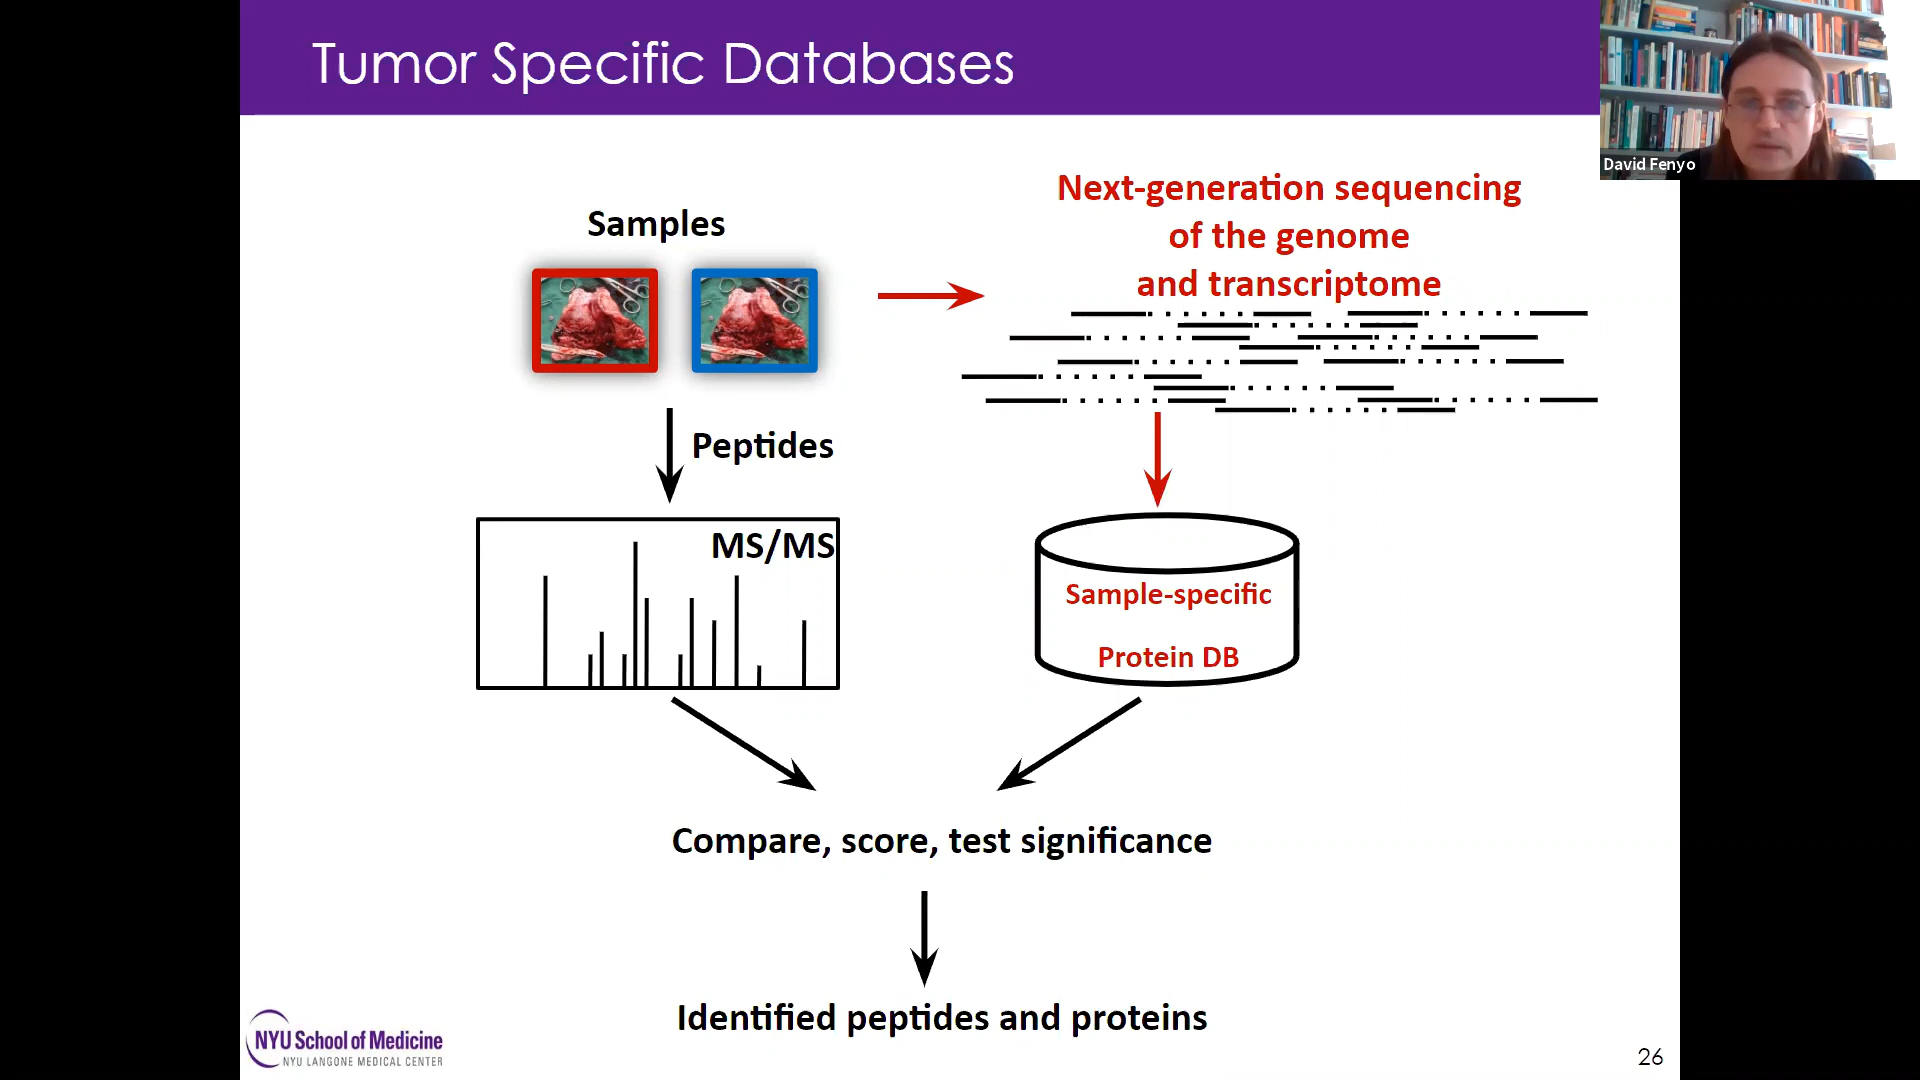 Tumor Specific Databases
David Fenyo
Samples
Next-generation sequencing
of the genome
and transcriptome
Peptides
MS/MS
Sample-specific
Protein DB
Compare, score, test significance
Identified peptides and proteins
NYU School of Medicine
NYU LANGONE MEDICAL CENTER
26